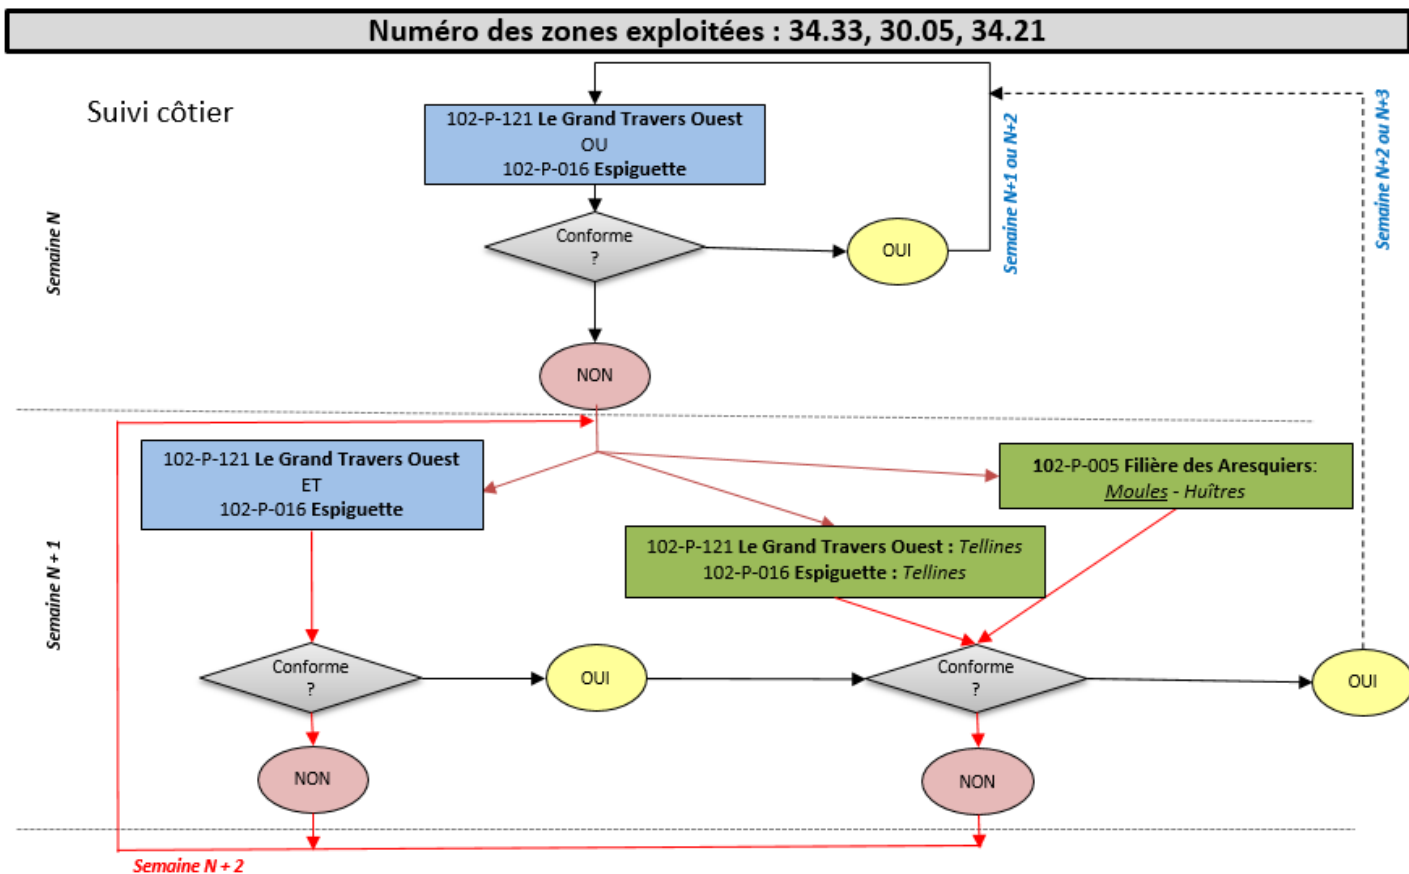 Numéro des zones exploitées : 34.33, 30.05, 34.21
Suivi côtier
102-P-121 Le Grand Travers Ouest
OU
102-P-016 Espiguette
Semaine N+1 ou N+2
Semaine N+2 ou N+3
Semaine N
Conforme
?
OUI
NON
102-P-121 Le Grand Travers Ouest
ET
102-P-016 Espiguette
102-P-005 Filière des Aresquiers:
Moules - Huîtres
102-P-121 Le Grand Travers Ouest : Tellines
102-P-016 Espiguette : Tellines
Semaine N + 1
Conforme
?
OUI
Conforme
?
OUI
NON
NON
Semaine N + 2